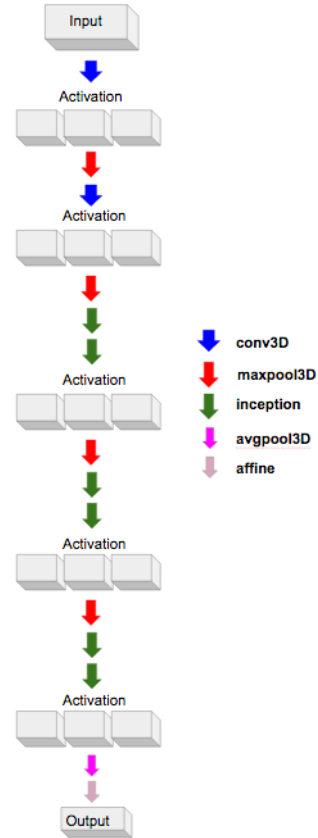 Input
Activation
Activation
conv3D
maxpool3D
inception
Activation
avgpool3D
affine
Activation
Activation
Output